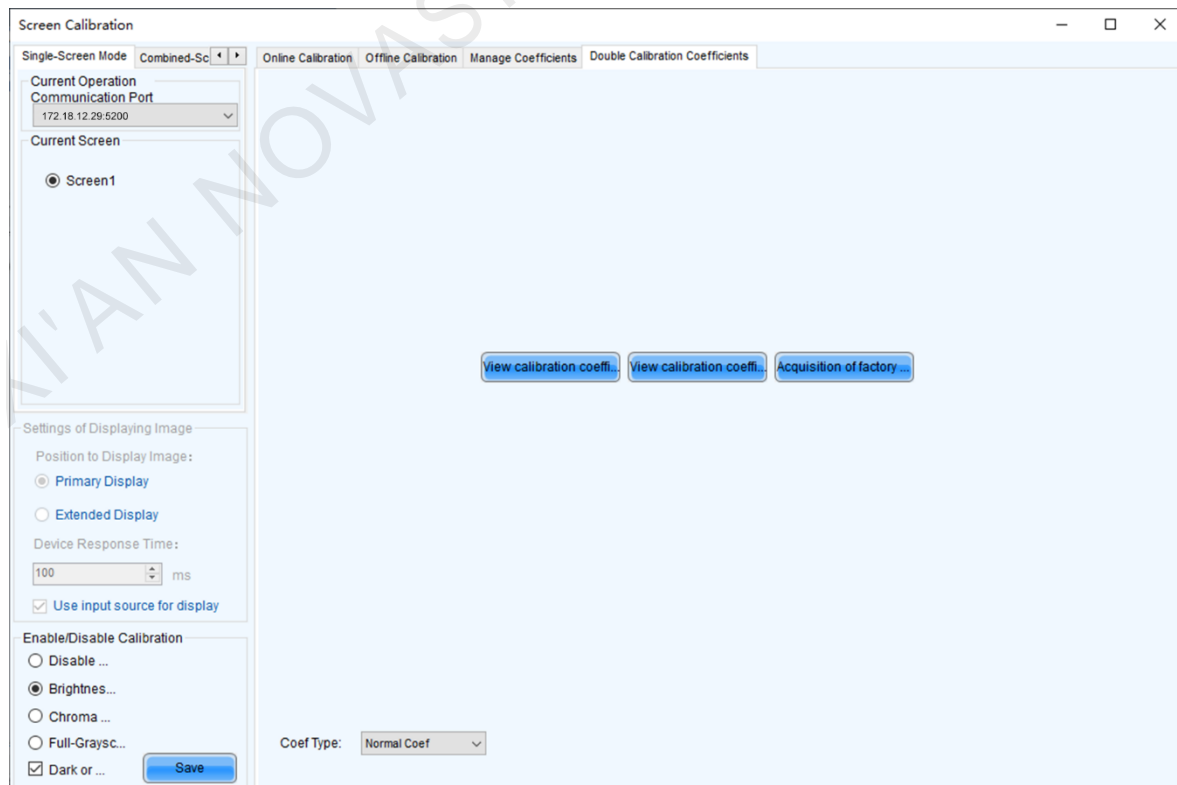 Screen Calibration
Single-Screen Mode
Combined-Sc
Online Calibration
Offline Calibration
Manage Coefficients
Double Calibration Coefficients
Current Operation
Communication Port
172.18.12.29:5200
Current Screen
Screen1
View calibration coeffi...
View calibration coeffi...
Acquisition of factory ...
Settings of Displaying Image
Position to Display Image:
Primary Display
Extended Display
Device Response Time:
100
ms
Use input source for display
Enable/Disable Calibration
Disable ...
Brightnes...
Chroma ...
Full-Graysc...
Dark or ...
Save
Coef Type:
Normal Coef
XI'AN NOVAS